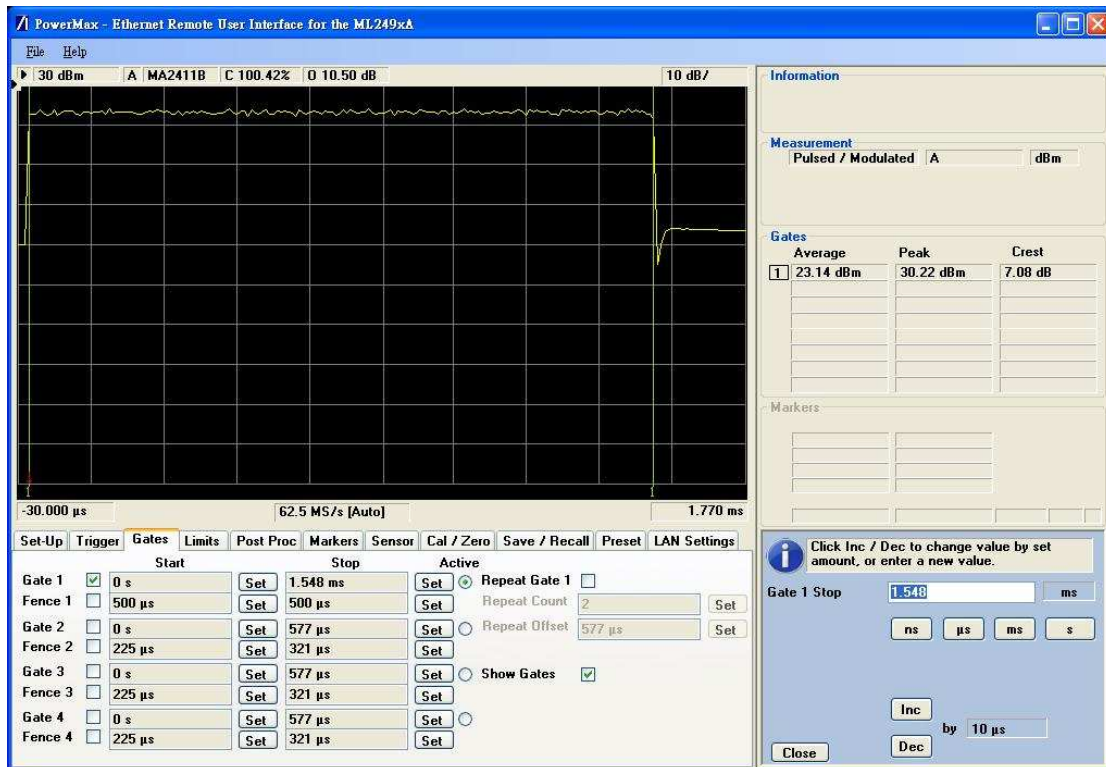 PowerMax - Ethernet Remote User Interface for the ML249xA
File Help
30 dBm A MA2411B C 100.42% O 10.50 dB 10 dB/
1 1
-30.000 µs 62.5 MS/s [Auto] 1.770 ms
Information
Measurement
Pulsed / Modulated A dBm
Gates
Average Peak Crest
1 23.14 dBm 30.22 dBm 7.08 dB
Markers
Set-Up Trigger Gates Limits Post Proc Markers Sensor Cal / Zero Save / Recall Preset LAN Settings
Start Stop Active
Gate 1 0 s Set 1.548 ms Set Repeat Gate 1
Fence 1 500 µs Set 500 µs Set Repeat Count 2 Set
Gate 2 0 s Set 577 µs Set Repeat Offset 577 µs Set
Fence 2 225 µs Set 321 µs Set
Gate 3 0 s Set 577 µs Set Show Gates
Fence 3 225 µs Set 321 µs Set
Gate 4 0 s Set 577 µs Set
Fence 4 225 µs Set 321 µs Set
Click Inc / Dec to change value by set
amount, or enter a new value.
Gate 1 Stop 1.548 ms
ns µs ms s
Inc
by 10 µs
Close Dec